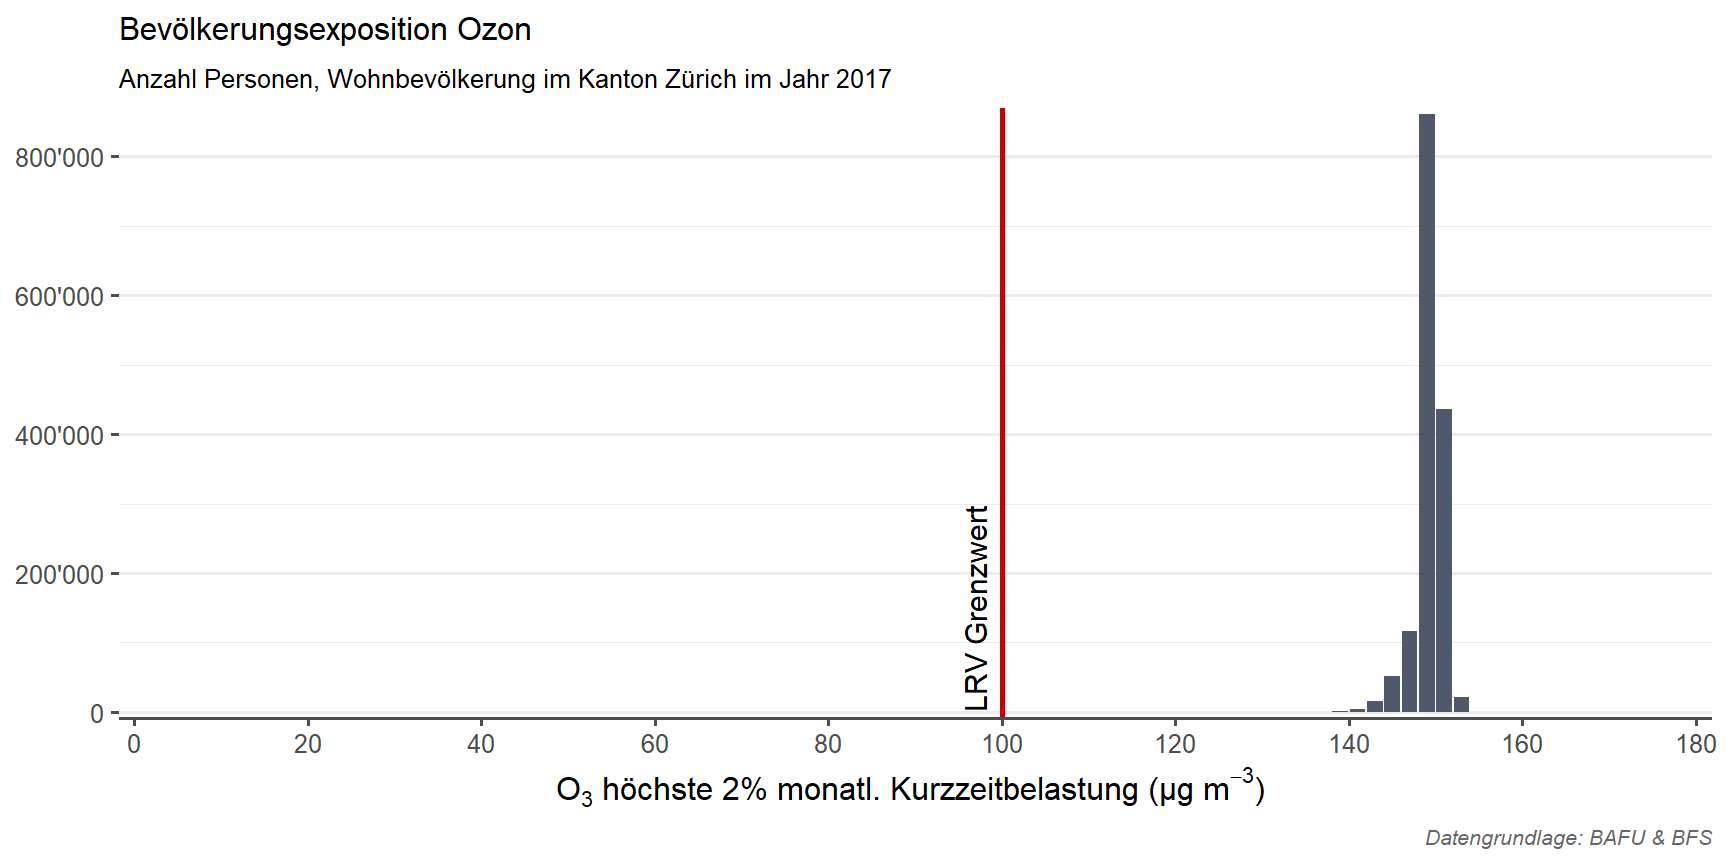 Bevölkerungsexposition Ozon
Anzahl Personen, Wohnbevölkerung im Kanton Zürich im Jahr 2017
800'000
600'000
400'000
200'000
0
LRV Grenzwert
0 20 40 60 80 100 120 140 160 180
O₃ höchste 2% monatl. Kurzzeitbelastung (µg m⁻³)
Datengrundlage: BAFU & BFS